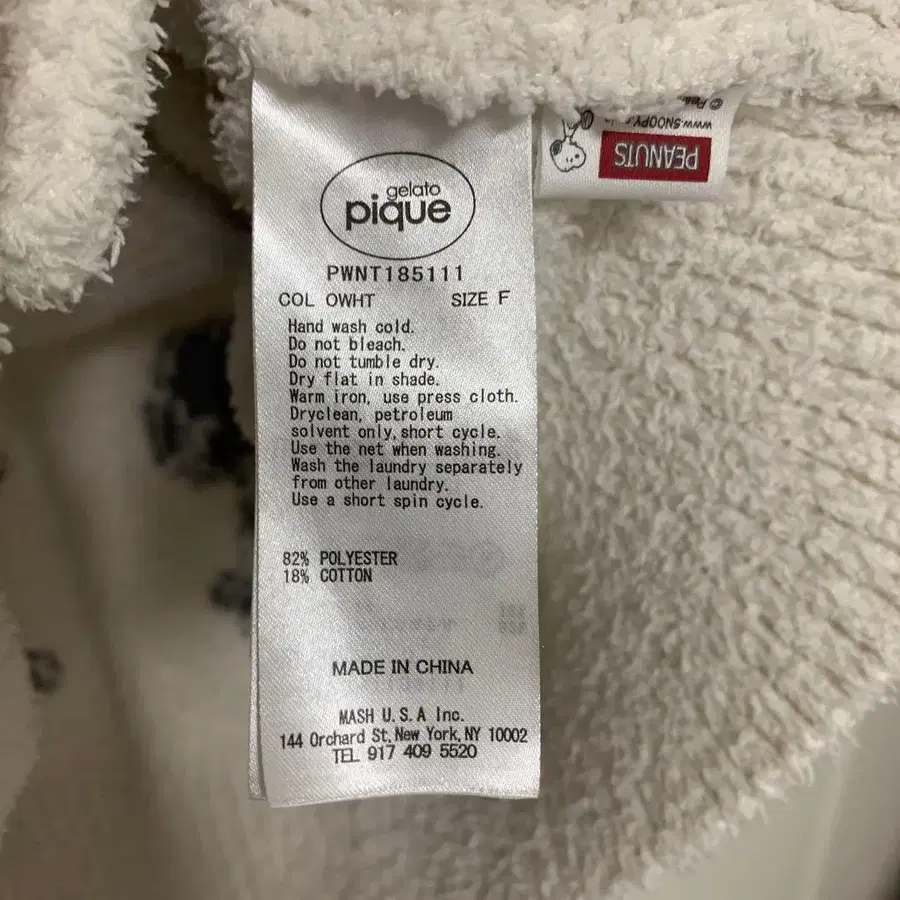 gelato
pique
PWNT185111
COL OWHT SIZE F
Hand wash cold.
Do not bleach.
Do not tumble dry.
Dry flat in shade.
Warm iron, use press cloth.
Dryclean, petroleum
solvent only, short cycle.
Use the net when washing.
Wash the laundry separately
from other laundry.
Use a short spin cycle.
82% POLYESTER
18% COTTON
MADE IN CHINA
MASH U.S.A Inc.
144 Orchard St, New York, NY 10002
TEL 917 409 5520
PEANUTS